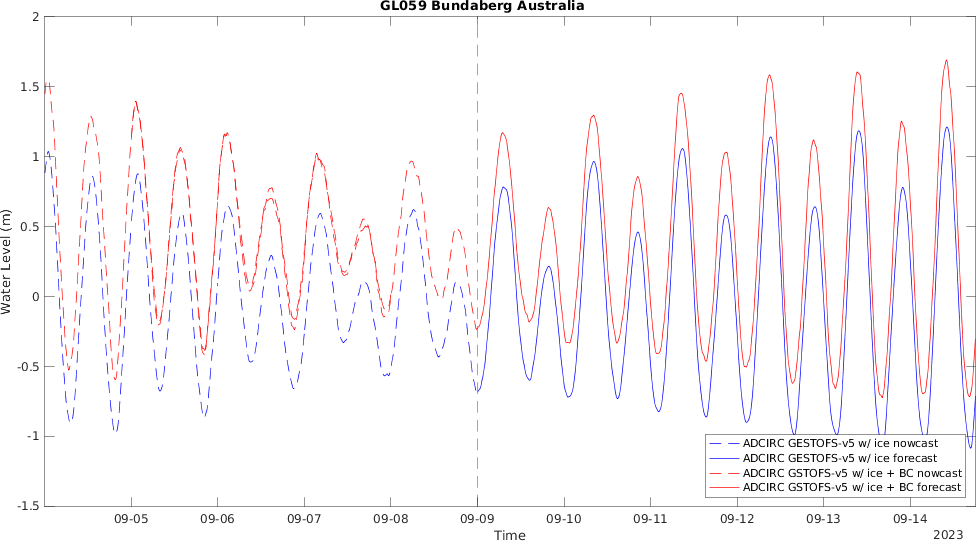 GL059 Bundaberg Australia
2
1.5
1
0.5
0
-0.5
-1
-1.5
Water Level (m)
ADCIRC GESTOFS-v5 w/ ice nowcast
ADCIRC GESTOFS-v5 w/ ice forecast
ADCIRC GSTOFS-v5 w/ ice + BC nowcast
ADCIRC GSTOFS-v5 w/ ice + BC forecast
09-05 09-06 09-07 09-08 09-09 09-10 09-11 09-12 09-13 09-14
Time
2023